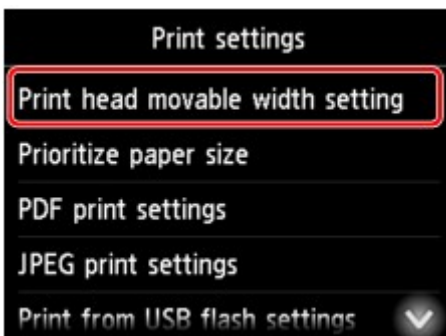 Print settings
Print head movable width setting
Prioritize paper size
PDF print settings
JPEG print settings
Print from USB flash settings